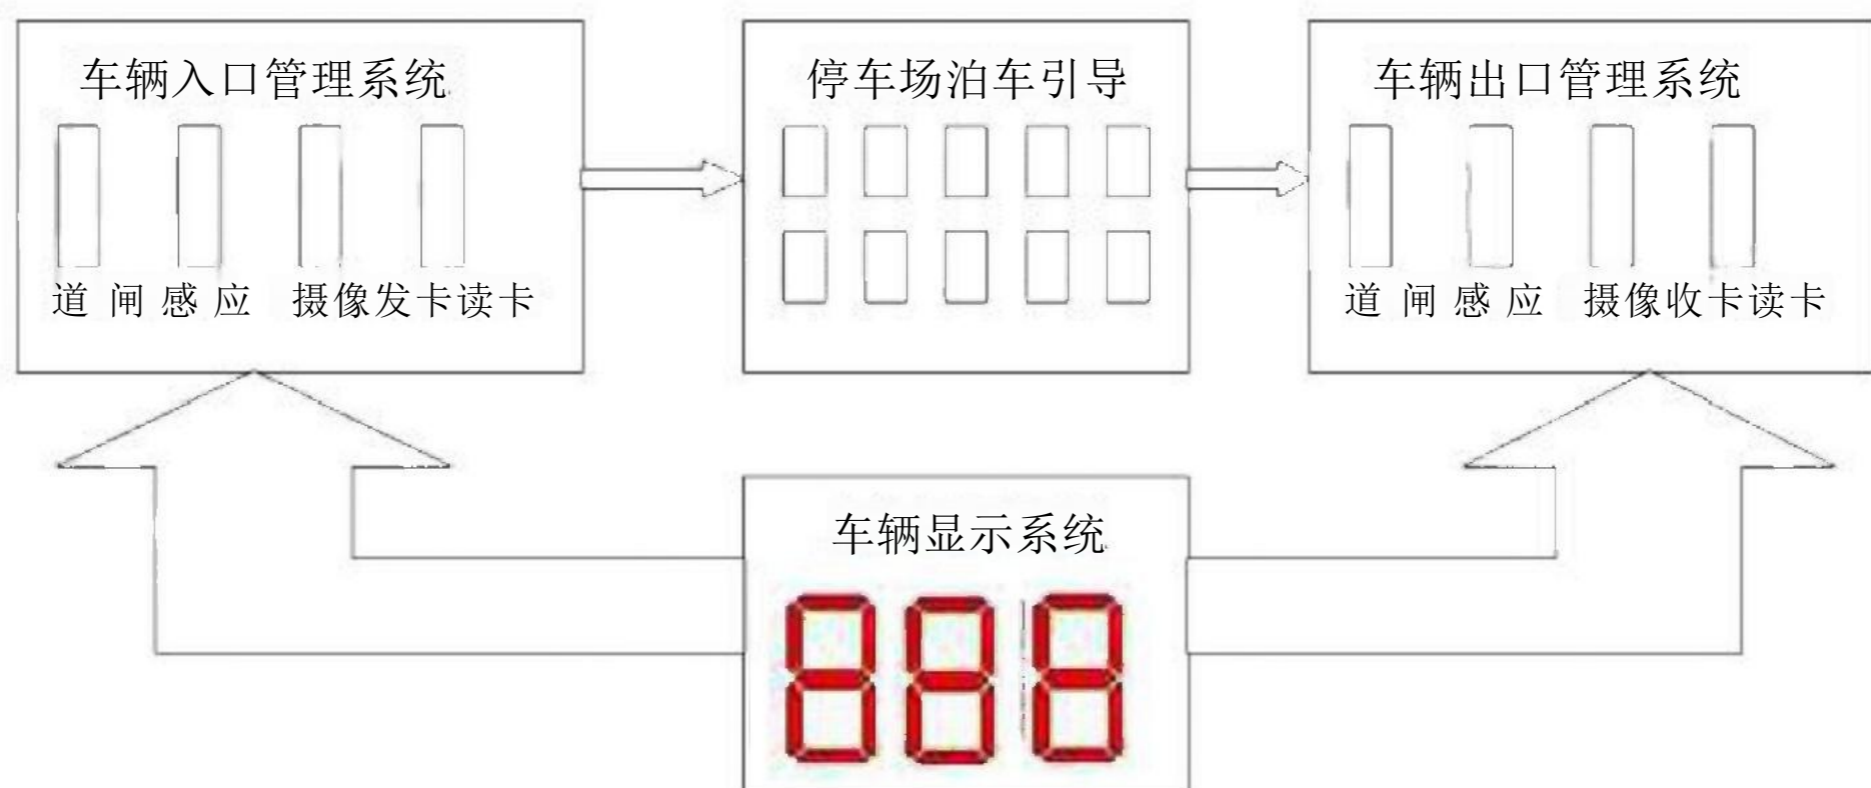 车辆入口管理系统
道 闸 感 应 摄像发卡读卡
停车场泊车引导
车辆出口管理系统
道 闸 感 应 摄像收卡读卡
车辆显示系统
888